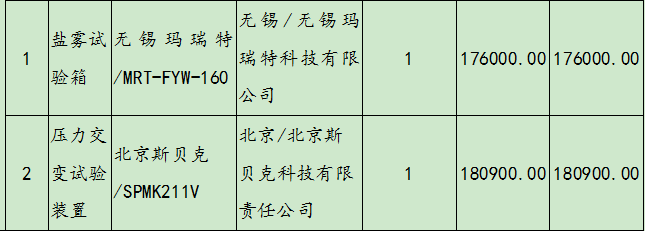 1
盐雾试
验箱
无锡玛瑞特
/MRT-FYW-160
无锡/无锡玛
瑞特科技有限
公司
1
176000.00
176000.00
2
压力交
变试验
装置
北京斯贝克
/SPMK211V
北京/北京斯
贝克科技有限
责任公司
1
180900.00
180900.00